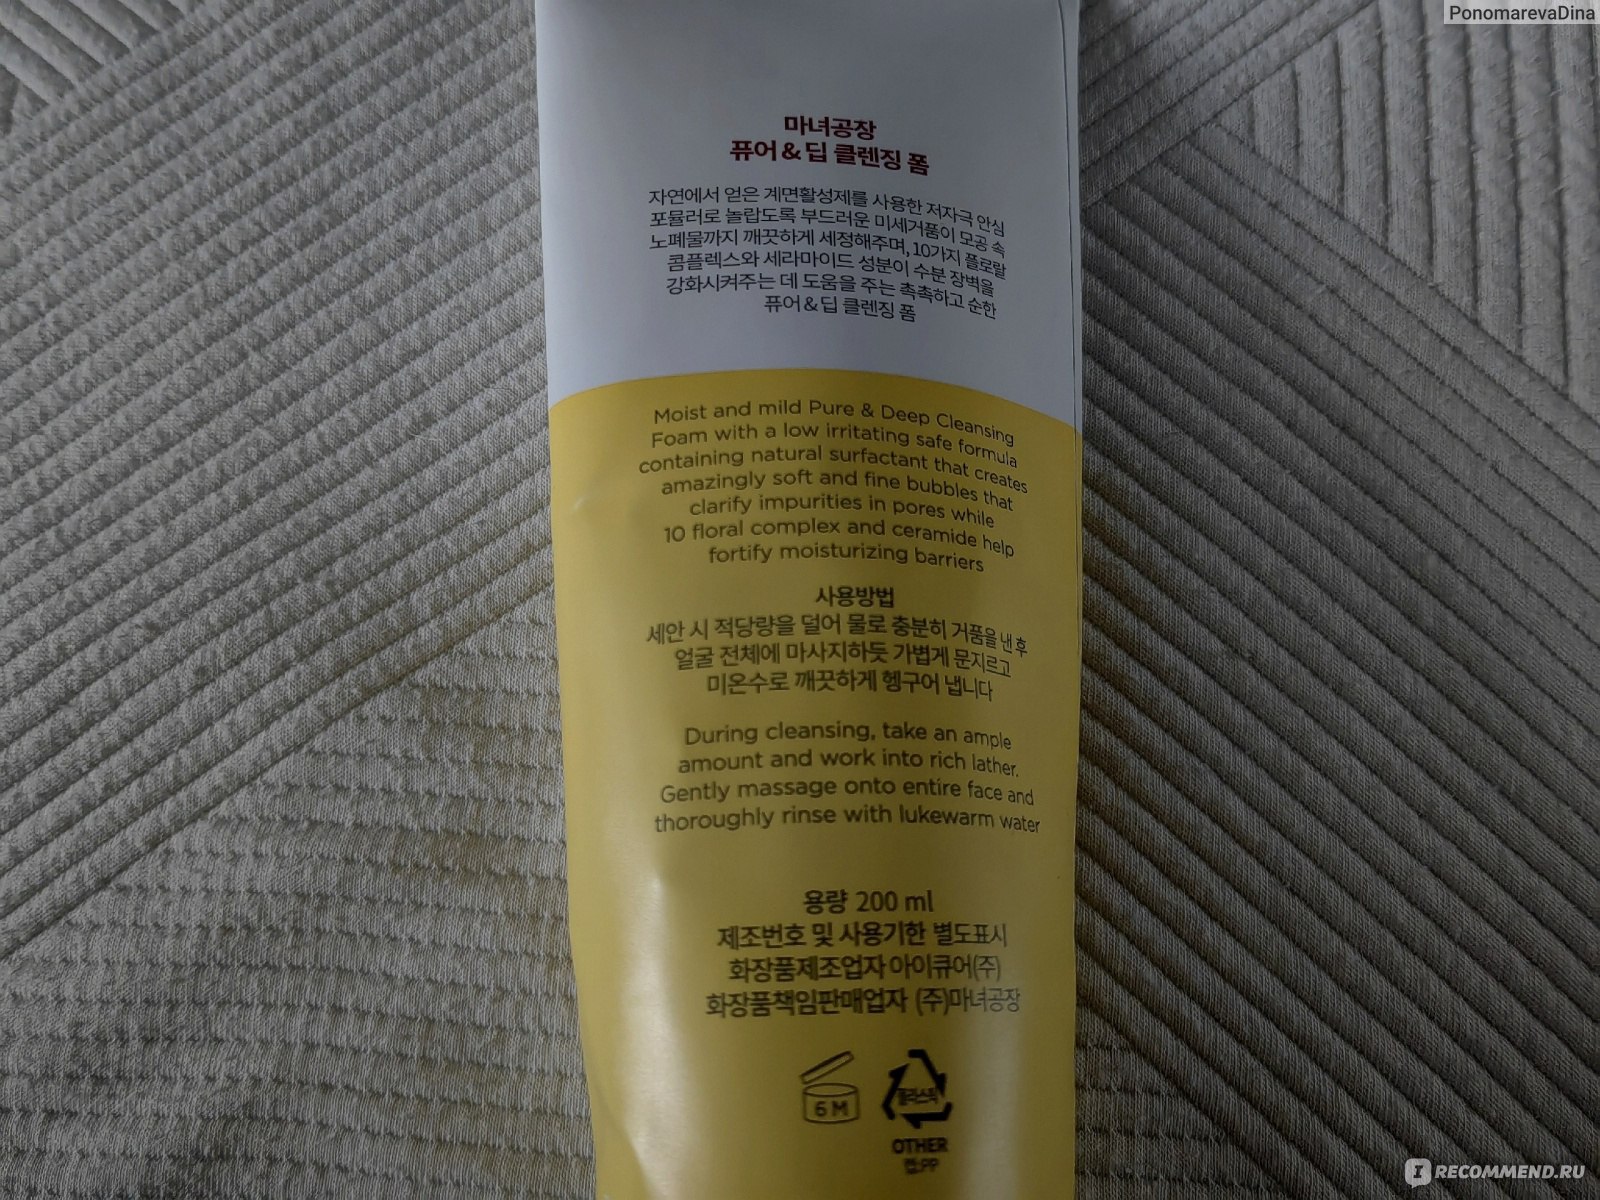 PonomarevaDina
마녀공장
퓨어 & 딥 클렌징 폼
자연에서 얻은 계면활성제를 사용한 저자극 안심
포뮬러로 놀랍도록 부드러운 미세거품이 모공 속
노폐물까지 깨끗하게 세정해주며, 10가지 플로랄
콤플렉스와 세라마이드 성분이 수분 장벽을
강화시켜주는 데 도움을 주는 촉촉하고 순한
퓨어 & 딥 클렌징 폼
Moist and mild Pure & Deep Cleansing
Foam with a low irritating safe formula
containing natural surfactant that creates
amazingly soft and fine bubbles that
clarify impurities in pores while
10 floral complex and ceramide help
fortify moisturizing barriers
사용방법
세안 시 적당량을 덜어 물로 충분히 거품을 낸 후
얼굴 전체에 마사지하듯 가볍게 문지르고
미온수로 깨끗하게 헹구어 냅니다
During cleansing, take an ample
amount and work into rich lather.
Gently massage onto entire face and
thoroughly rinse with lukewarm water
용량 200 ml
제조번호 및 사용기한 별도표시
화장품제조업자 아이큐어(주)
화장품책임판매업자 (주)마녀공장
6 M
플라스틱
OTHER
캡:PP
RECOMMEND.RU